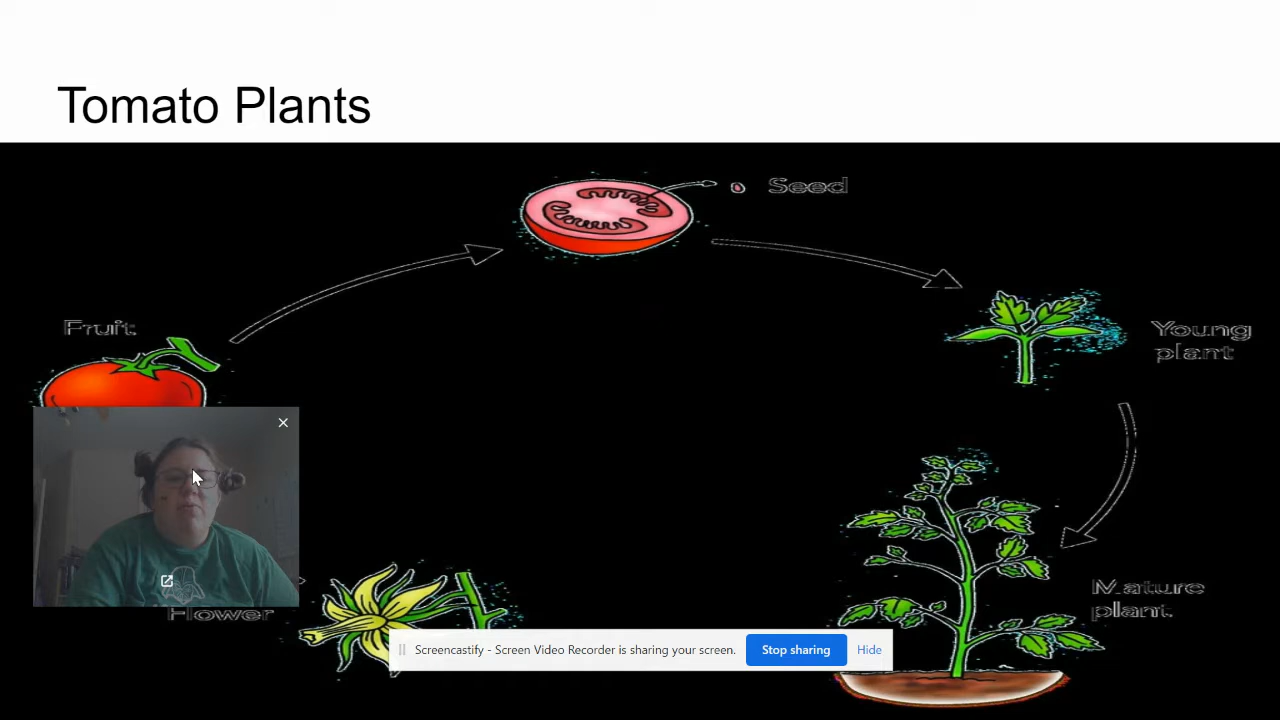 Tomato Plants
Seed
Fruit
Young
plant
Mature
plant
Flower
Screencastify - Screen Video Recorder is sharing your screen.
Stop sharing
Hide